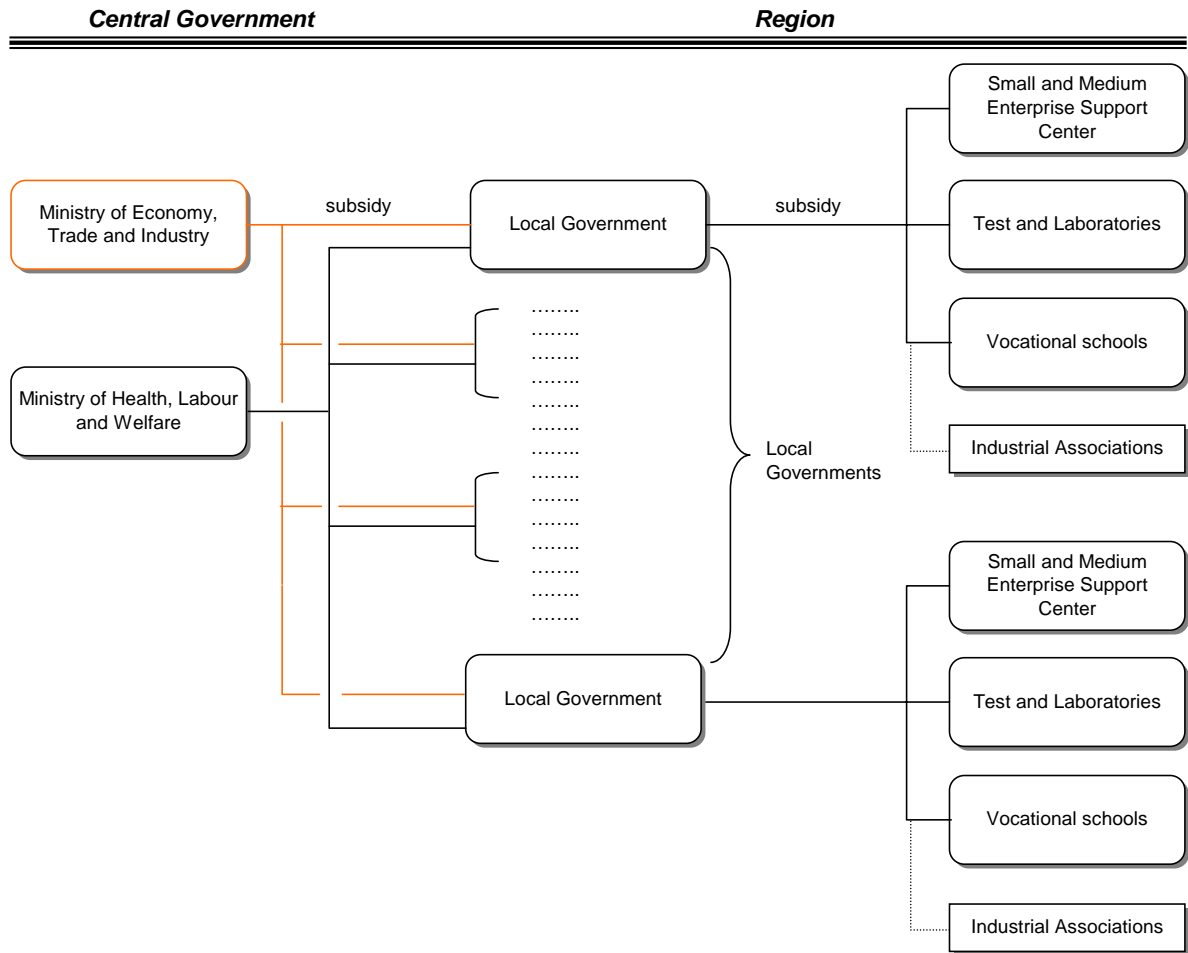 Central Government
Region
Small and Medium
Enterprise Support
Center
Ministry of Economy,
Trade and Industry
subsidy
Local Government
subsidy
Test and Laboratories
……..
……..
……..
……..
……..
……..
……..
……..
……..
……..
……..
……..
……..
……..
Vocational schools
Ministry of Health, Labour
and Welfare
Local
Governments
Industrial Associations
Small and Medium
Enterprise Support
Center
Local Government
Test and Laboratories
Vocational schools
Industrial Associations